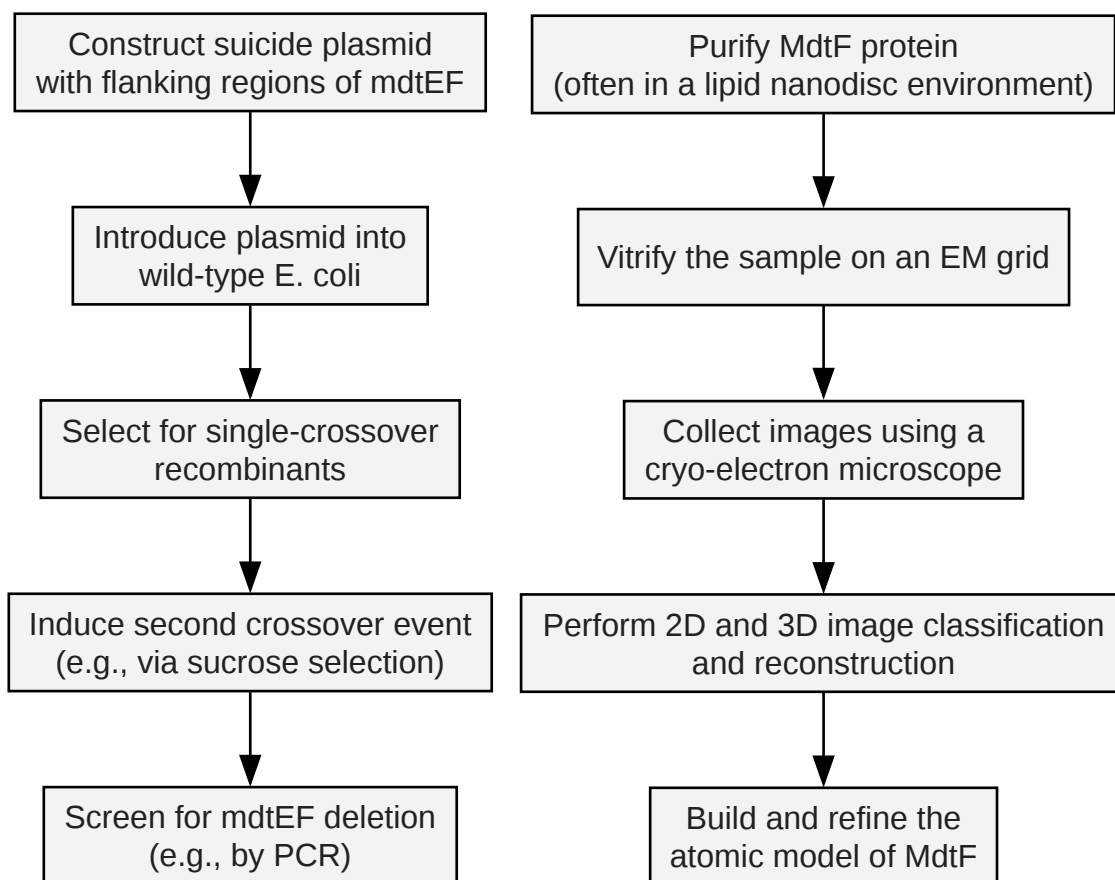 Construct suicide plasmid
with flanking regions of mdtEF
Introduce plasmid into
wild-type E. coli
Select for single-crossover
recombinants
Induce second crossover event
(e.g., via sucrose selection)
Screen for mdtEF deletion
(e.g., by PCR)
Purify MdtF protein
(often in a lipid nanodisc environment)
Vitrify the sample on an EM grid
Collect images using a
cryo-electron microscope
Perform 2D and 3D image classification
and reconstruction
Build and refine the
atomic model of MdtF